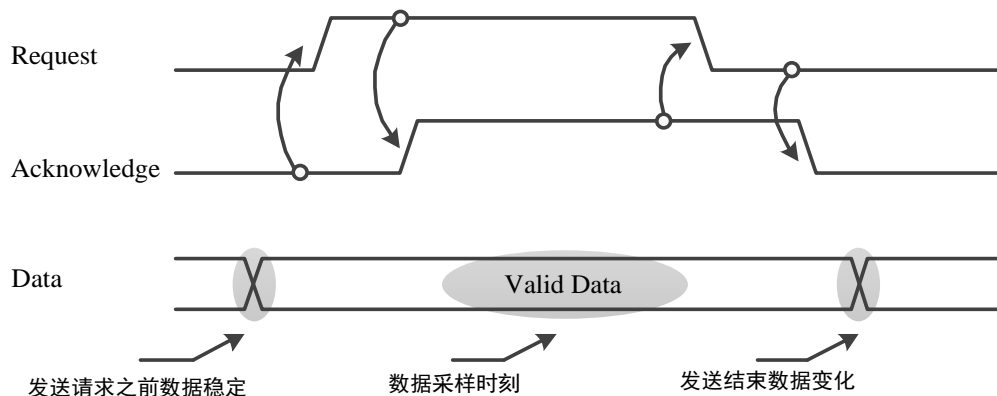 Request
Acknowledge
Data
Valid Data
发送请求之前数据稳定
数据采样时刻
发送结束数据变化